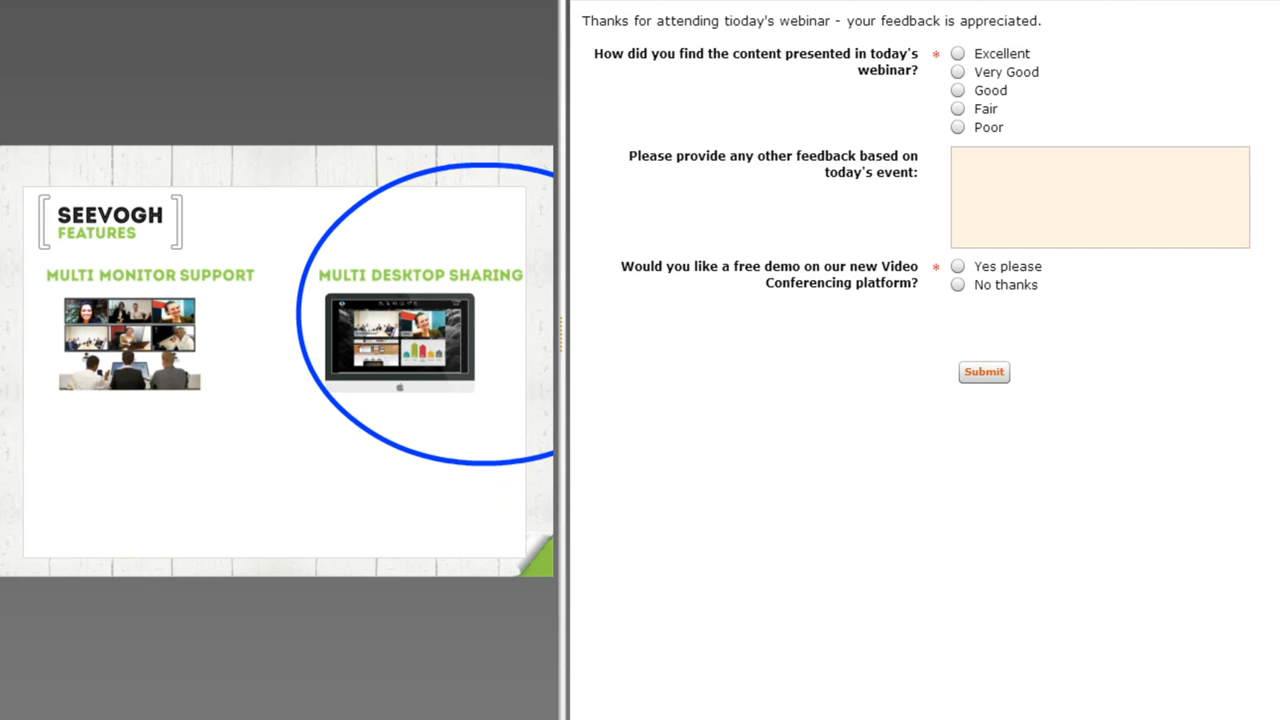 SEEVOGH
FEATURES
MULTI MONITOR SUPPORT
MULTI DESKTOP SHARING
Thanks for attending tioday's webinar - your feedback is appreciated.
How did you find the content presented in today's
webinar?
*
Excellent
Very Good
Good
Fair
Poor
Please provide any other feedback based on
today's event:
Would you like a free demo on our new Video
Conferencing platform?
*
Yes please
No thanks
Submit